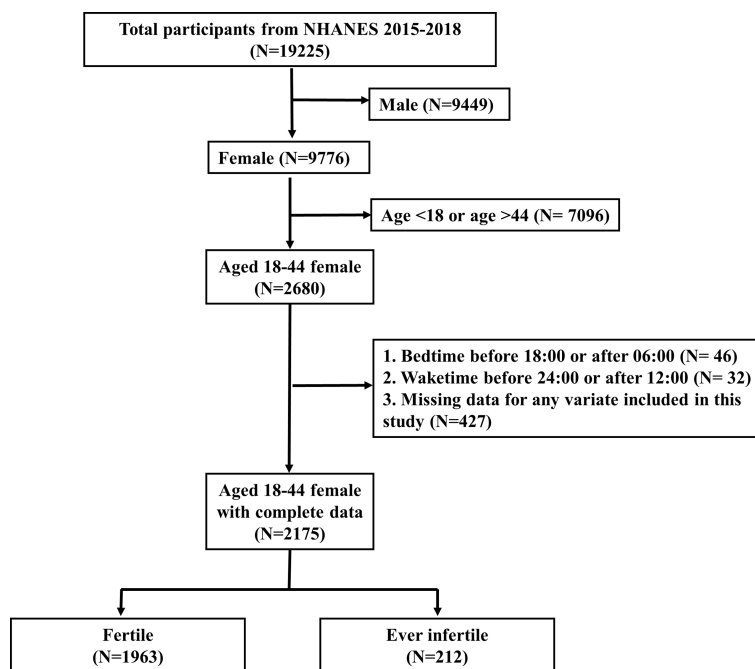 Total participants from NHANES 2015-2018
(N=19225)
Male (N=9449)
Female (N=9776)
Age <18 or age >44 (N= 7096)
Aged 18-44 female
(N=2680)
1. Bedtime before 18:00 or after 06:00 (N= 46)
2. Waketime before 24:00 or after 12:00 (N= 32)
3. Missing data for any variate included in this
study (N=427)
Aged 18-44 female
with complete data
(N=2175)
Fertile
(N=1963)
Ever infertile
(N=212)